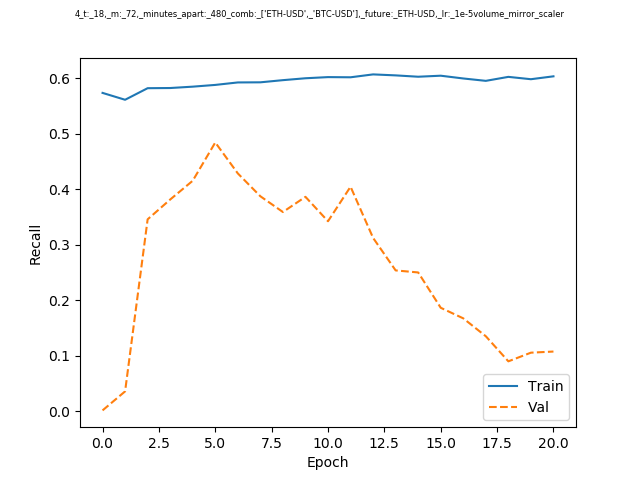 4_t:_18,_m:_72,_minutes_apart:_480_comb:_['ETH-USD',_'BTC-USD'],_future:_ETH-USD,_lr:_1e-5volume_mirror_scaler
0.6
0.5
0.4
0.3
0.2
0.1
0.0
Recall
Train
Val
0.0 2.5 5.0 7.5 10.0 12.5 15.0 17.5 20.0
Epoch